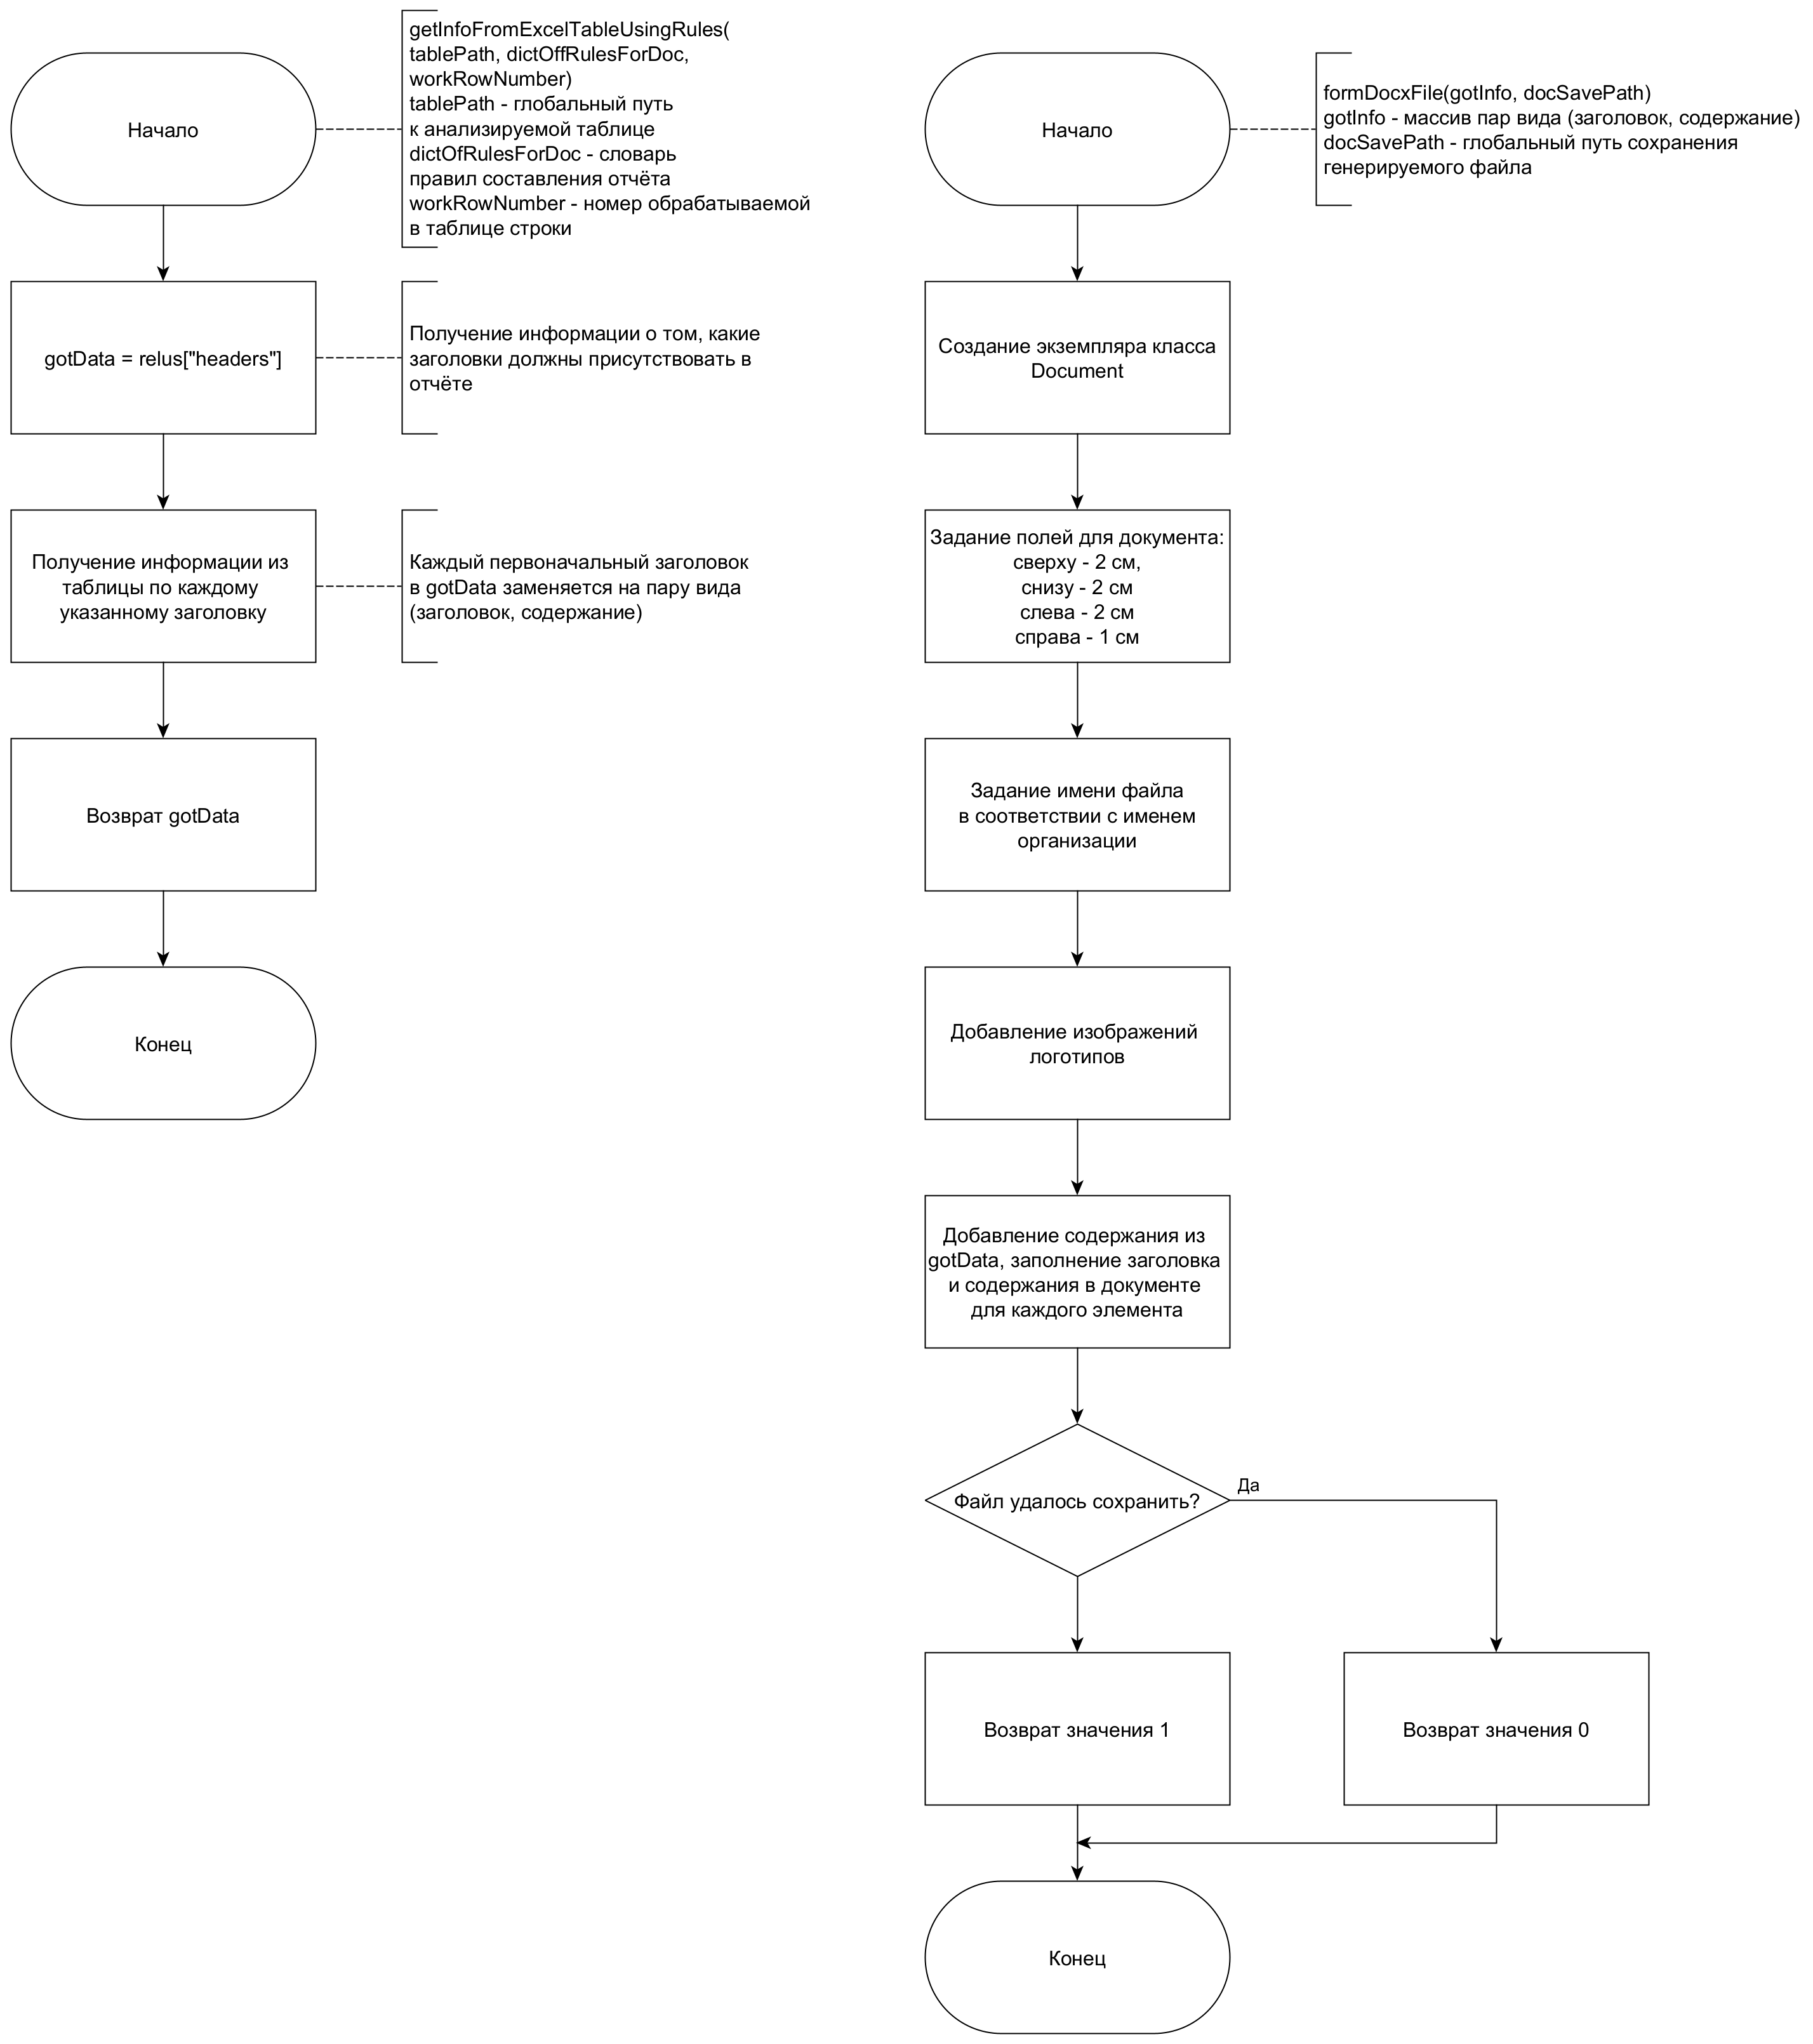 Начало
getInfoFromExcelTableUsingRules(
tablePath, dictOffRulesForDoc,
workRowNumber)
tablePath - глобальный путь
к анализируемой таблице
dictOfRulesForDoc - словарь
правил составления отчёта
workRowNumber - номер обрабатываемой
в таблице строки
gotData = relus["headers"]
Получение информации о том, какие
заголовки должны присутствовать в
отчёте
Получение информации из
таблицы по каждому
указанному заголовку
Каждый первоначальный заголовок
в gotData заменяется на пару вида
(заголовок, содержание)
Возврат gotData
Конец
Начало
formDocxFile(gotInfo, docSavePath)
gotInfo - массив пар вида (заголовок, содержание)
docSavePath - глобальный путь сохранения
генерируемого файла
Создание экземпляра класса
Document
Задание полей для документа:
сверху - 2 см,
снизу - 2 см
слева - 2 см
справа - 1 см
Задание имени файла
в соответствии с именем
организации
Добавление изображений
логотипов
Добавление содержания из
gotData, заполнение заголовка
и содержания в документе
для каждого элемента
Файл удалось сохранить?
Да
Возврат значения 1
Возврат значения 0
Конец